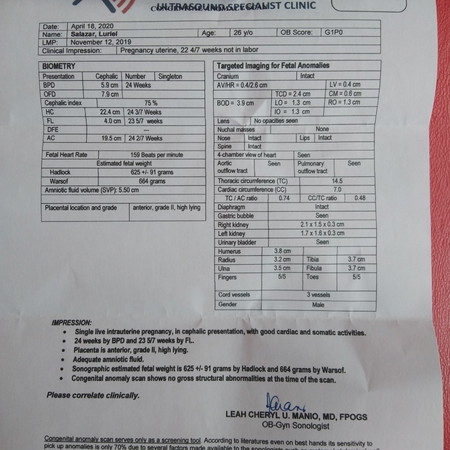 ULTRASOUND SPECIALIST CLINIC
Date: April 18, 2020
Name: Salazar, Luriel Age: 26 y/o OB Score: G1P0
LMP: November 12, 2019
Clinical Impression: Pregnancy uterine, 22 4/7 weeks not in labor
BIOMETRY
Presentation Cephalic Number Singleton
BPD 5.9 cm 24 Weeks
OFD 7.9 cm
Cephalic index 75 %
HC 22.4 cm 24 3/7 Weeks
FL 4.0 cm 23 5/7 weeks
DFE ---
AC 19.5 cm 24 2/7 Weeks
Fetal Heart Rate 159 Beats per minute
Estimated fetal weight
Hadlock 625 +/- 91 grams
Warsof 664 grams
Amniotic fluid volume (SVP): 5.50 cm
Placental location and grade anterior, grade II, high lying
Targeted Imaging for Fetal Anomalies
Cranium Intact
AV/HR = 0.4/2.6 cm LV = 0.4 cm
TCD = 2.4 cm CM = 0.6 cm
BOD = 3.9 cm LO = 1.3 cm RO = 1.3 cm
IO = 1.3 cm
Lens No opacities seen
Nuchal masses None
Nose Intact Lips Intact
Spine Intact
4-chamber view of heart Seen
Aortic outflow tract Seen Pulmonary outflow tract Seen
Thoracic circumference (TC) 14.5
Cardiac circumference (CC) 7.0
TC / AC ratio 0.74 CC/TC ratio 0.48
Diaphragm Intact
Gastric bubble Seen
Right kidney 2.1 x 1.5 x 0.3 cm
Left kidney 1.7 x 1.6 x 0.3 cm
Urinary bladder Seen
Humerus 3.8 cm
Radius 3.2 cm Tibia 3.7 cm
Ulna 3.5 cm Fibula 3.7 cm
Fingers 5/5 Toes 5/5
Cord vessels 3 vessels
Gender Male
IMPRESSION:
• Single live intrauterine pregnancy, in cephalic presentation, with good cardiac and somatic activities.
• 24 weeks by BPD and 23 5/7 weeks by FL.
• Placenta is anterior, grade II, high lying.
• Adequate amniotic fluid.
• Sonographic estimated fetal weight is 625 +/- 91 grams by Hadlock and 664 grams by Warsof.
• Congenital anomaly scan shows no gross structural abnormalities at the time of the scan.
Please correlate clinically.
LEAH CHERYL U. MANIO, MD, FPOGS
OB-Gyn Sonologist
Congenital anomaly scan serves only as a screening tool. According to literatures even on best hands its sensitivity to
pick up anomalies is only 70% due to several factors made available to the sonologists such as